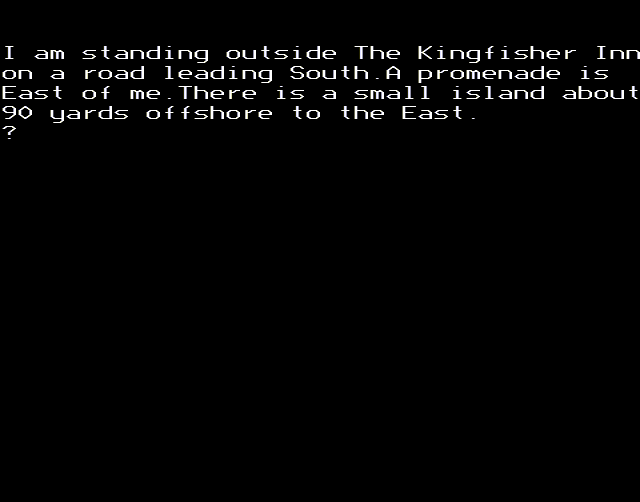 I am standing outside The Kingfisher Inn
on a road leading South.A promenade is
East of me.There is a small island about
90 yards offshore to the East.
?